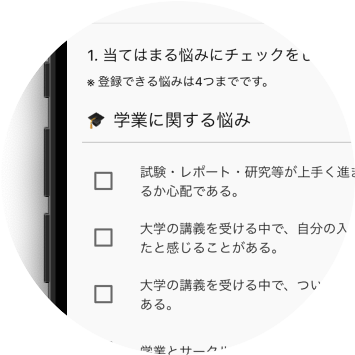 1. 当てはまる悩みにチェックを
※ 登録できる悩みは4つまでです。
🎓 学業に関する悩み
試験・レポート・研究等が上手く進
るか心配である。
大学の講義を受ける中で、自分の入
たと感じることがある。
大学の講義を受ける中で、つい
ある。
学業とサークル